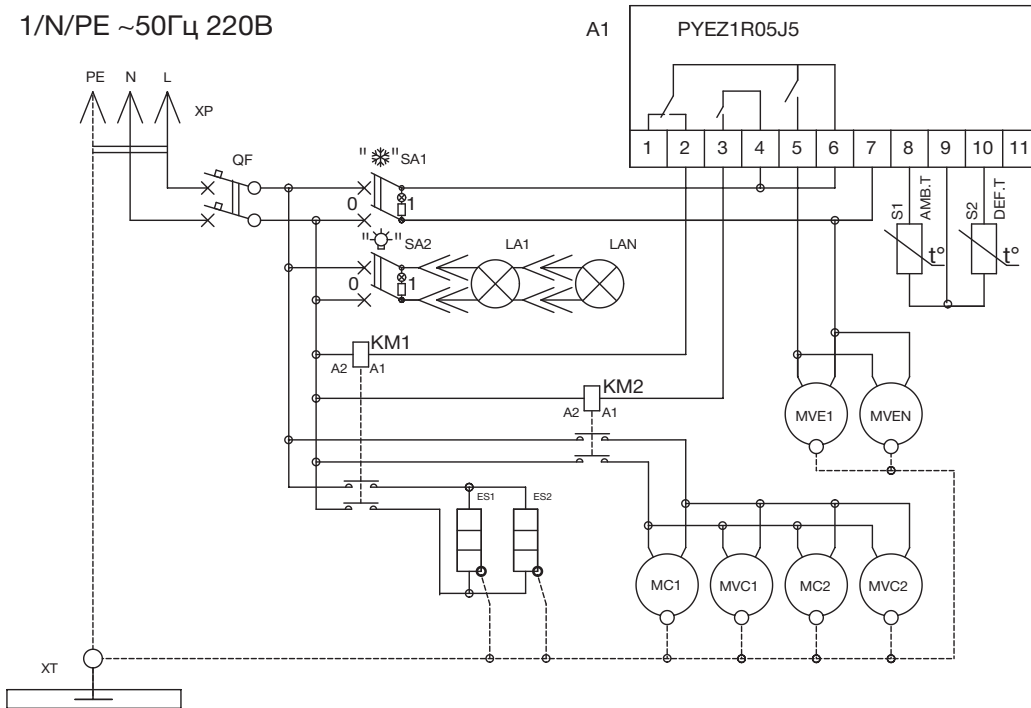 1/N/PE ~50Гц 220В
A1 PYEZ1R05J5
PE N L
XP
QF
" " SA1
0 1
1 2 3 4 5 6 7 8 9 10 11
" " SA2
LA1 LAN
0 1
S1 AMB.T
S2 DEF.T
t° t°
KM1
A2 A1
KM2
A2 A1
MVE1 MVEN
ES1 ES2
MC1 MVC1 MC2 MVC2
XT